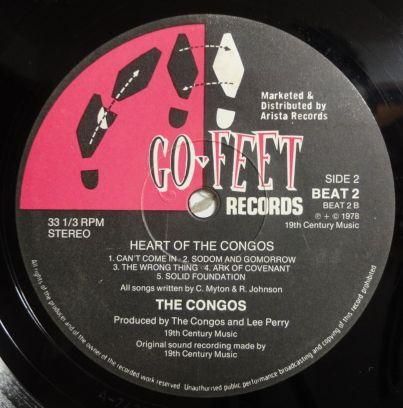 Marketed &
Distributed by
Arista Records
GO-FEET
RECORDS
SIDE 2
BEAT 2
BEAT 2 B
℗ + © 1978
19th Century Music
33 1/3 RPM
STEREO
HEART OF THE CONGOS
1. CAN'T COME IN 2. SODOM AND GOMORROW
3. THE WRONG THING 4. ARK OF COVENANT
5. SOLID FOUNDATION
All songs written by C. Myton & R. Johnson
THE CONGOS
Produced by The Congos and Lee Perry
19th Century Music
Original sound recording made by
19th Century Music
All rights of the producer and of the owner of the recorded work reserved. Unauthorised public performance broadcasting and copying of this record prohibited